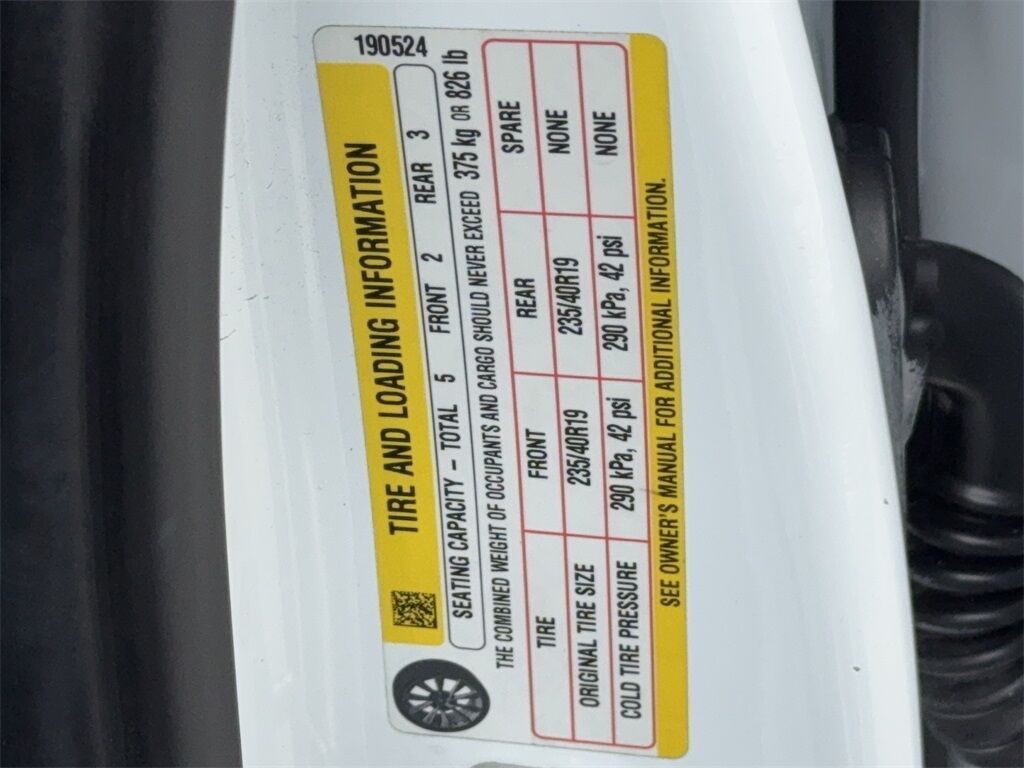 190524
TIRE AND LOADING INFORMATION
SEATING CAPACITY – TOTAL 5 FRONT 2 REAR 3
THE COMBINED WEIGHT OF OCCUPANTS AND CARGO SHOULD NEVER EXCEED 375 kg OR 826 lb
TIRE FRONT REAR SPARE
ORIGINAL TIRE SIZE 235/40R19 235/40R19 NONE
COLD TIRE PRESSURE 290 kPa, 42 psi 290 kPa, 42 psi NONE
SEE OWNER'S MANUAL FOR ADDITIONAL INFORMATION.